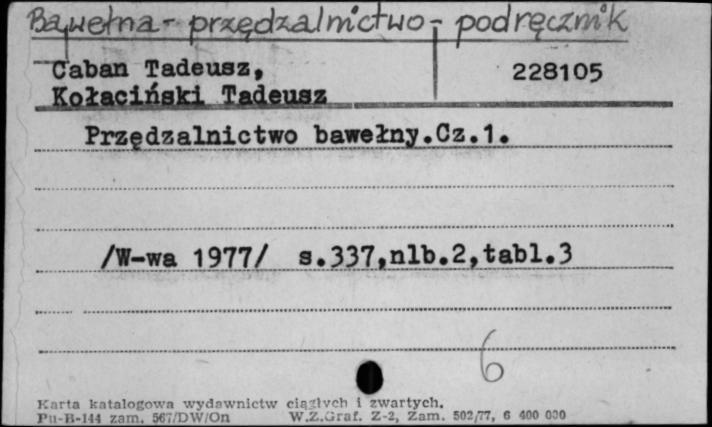 Bawełna - przędzalnictwo - podręcznik
Caban Tadeusz, 228105
Kołaciński Tadeusz
Przędzalnictwo bawełny.Cz.1.
/W-wa 1977/ s.337,nlb.2,tabl.3
6
Karta katalogowa wydawnictw ciągłych i zwartych.
Pu-B-144 zam. 567/DW/On W.Z.Graf. Z-2, Zam. 502/77, 6 400 000